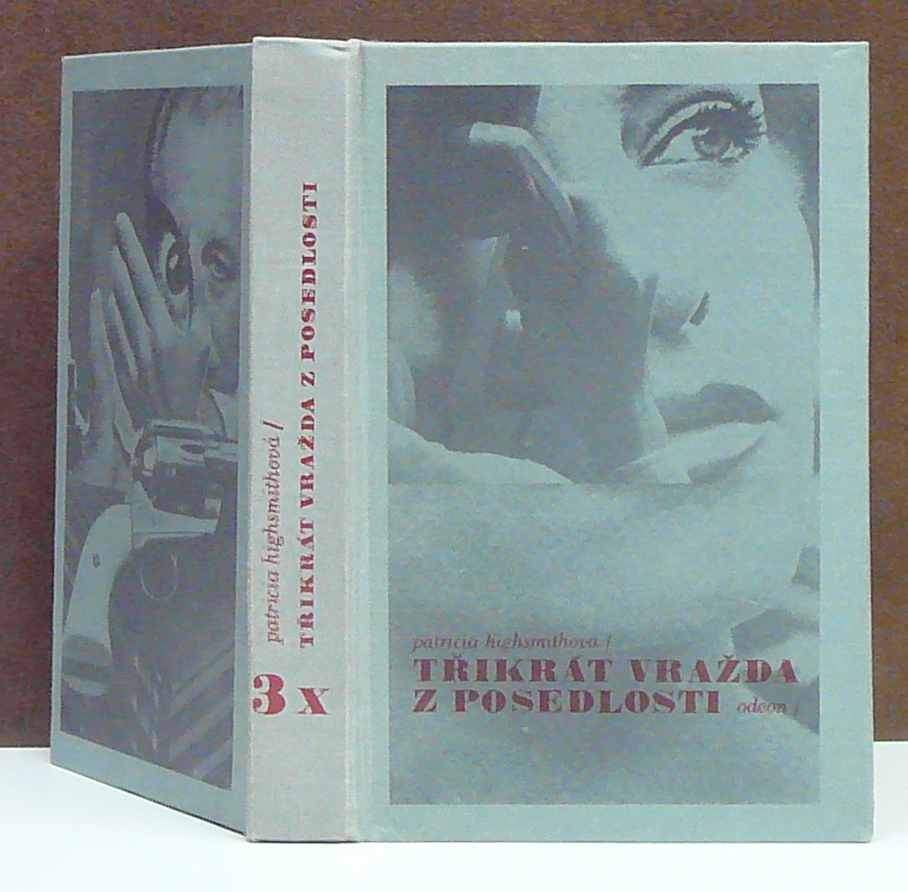 patricia highsmithová /
TŘIKRÁT VRAŽDA Z POSEDLOSTI
3 x
patricia highsmithová /
TŘIKRÁT VRAŽDA
Z POSEDLOSTI odeon /